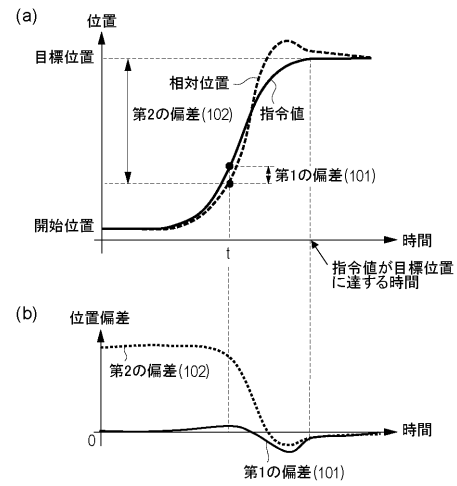 (a)
位置
目標位置
相対位置
指令値
第2の偏差(102)
第1の偏差(101)
開始位置
時間
t
指令値が目標位置
に達する時間
(b)
位置偏差
第2の偏差(102)
時間
0
第1の偏差(101)